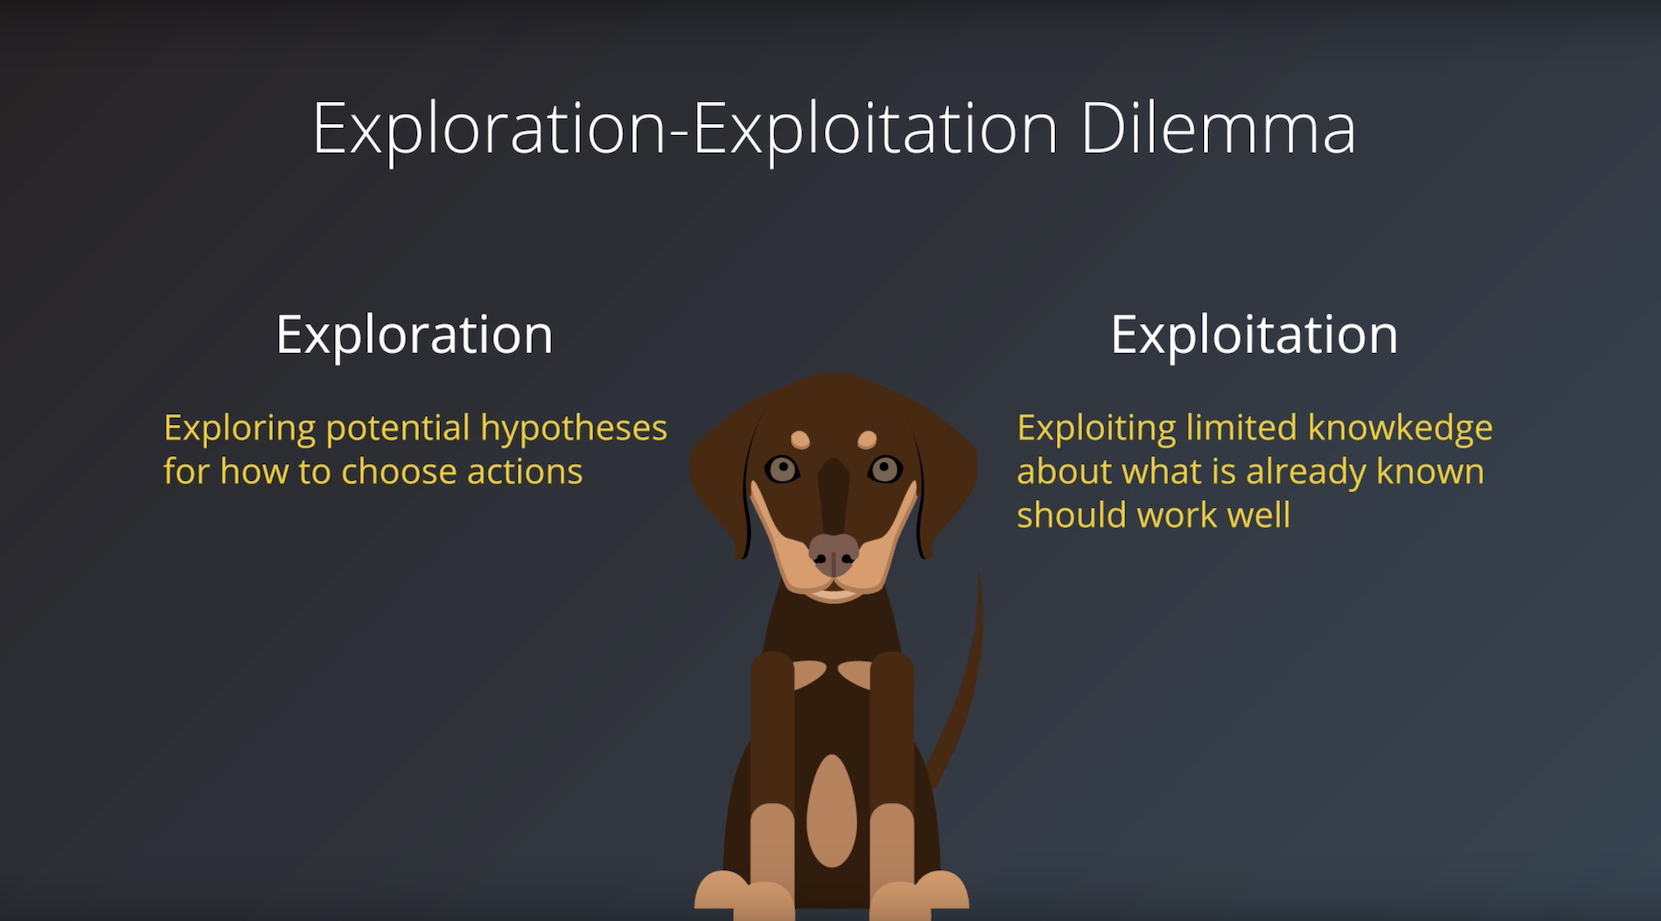 Exploration-Exploitation Dilemma
Exploration
Exploring potential hypotheses
for how to choose actions
Exploitation
Exploiting limited knowkedge
about what is already known
should work well